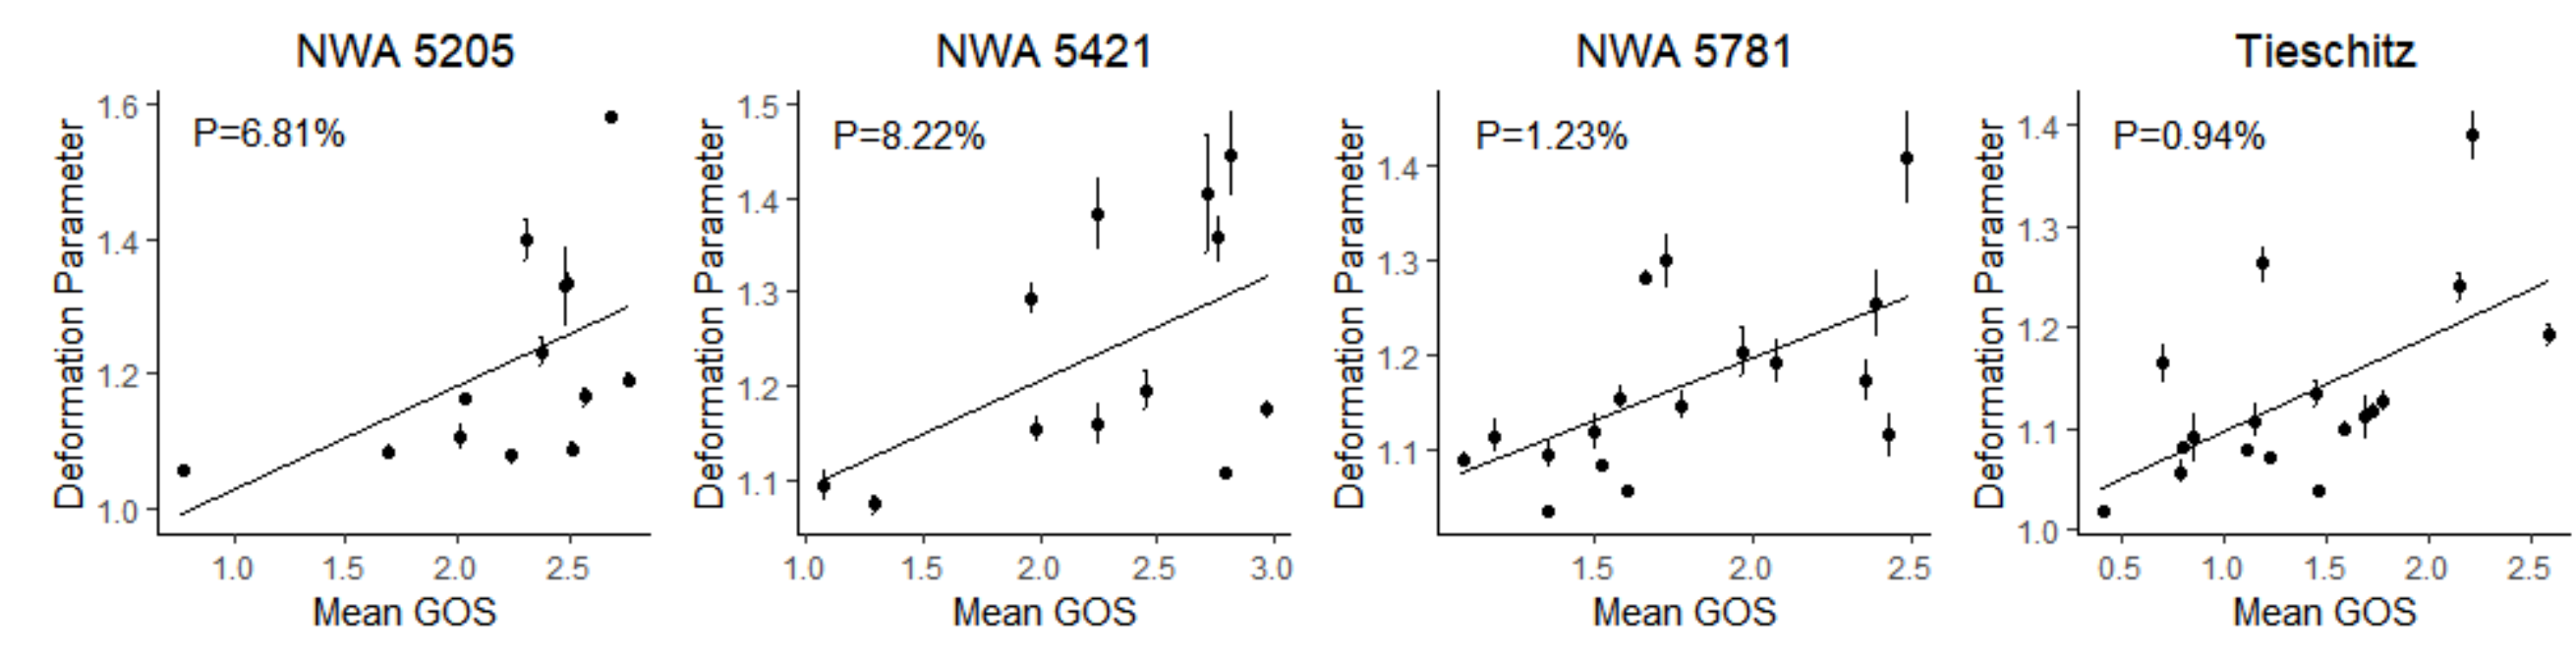 NWA 5205
NWA 5421
NWA 5781
Tieschitz
Deformation Parameter
1.6
1.4
1.2
1.0
P=6.81%
1.0 1.5 2.0 2.5
Mean GOS
Deformation Parameter
1.5
1.4
1.3
1.2
1.1
P=8.22%
1.0 1.5 2.0 2.5 3.0
Mean GOS
Deformation Parameter
1.4
1.3
1.2
1.1
P=1.23%
1.5 2.0 2.5
Mean GOS
Deformation Parameter
1.4
1.3
1.2
1.1
1.0
P=0.94%
0.5 1.0 1.5 2.0 2.5
Mean GOS